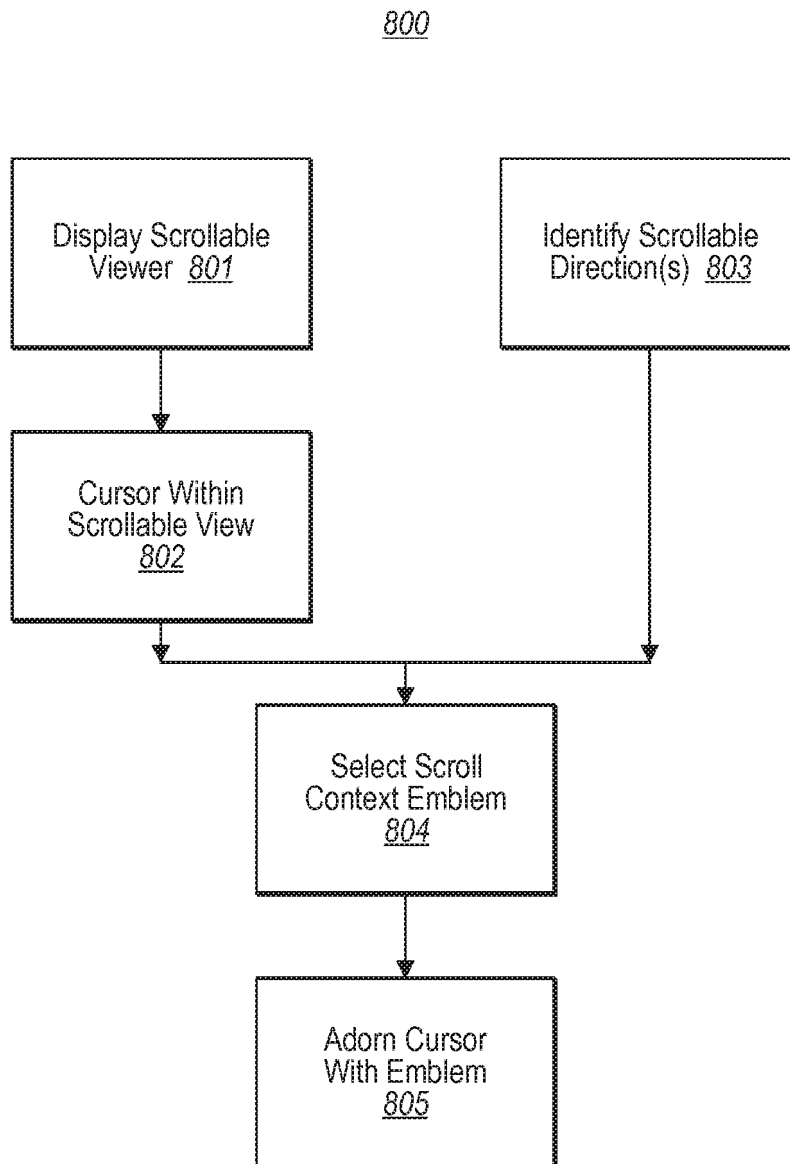 800
Display Scrollable
Viewer 801
Identify Scrollable
Direction(s) 803
Cursor Within
Scrollable View
802
Select Scroll
Context Emblem
804
Adorn Cursor
With Emblem
805